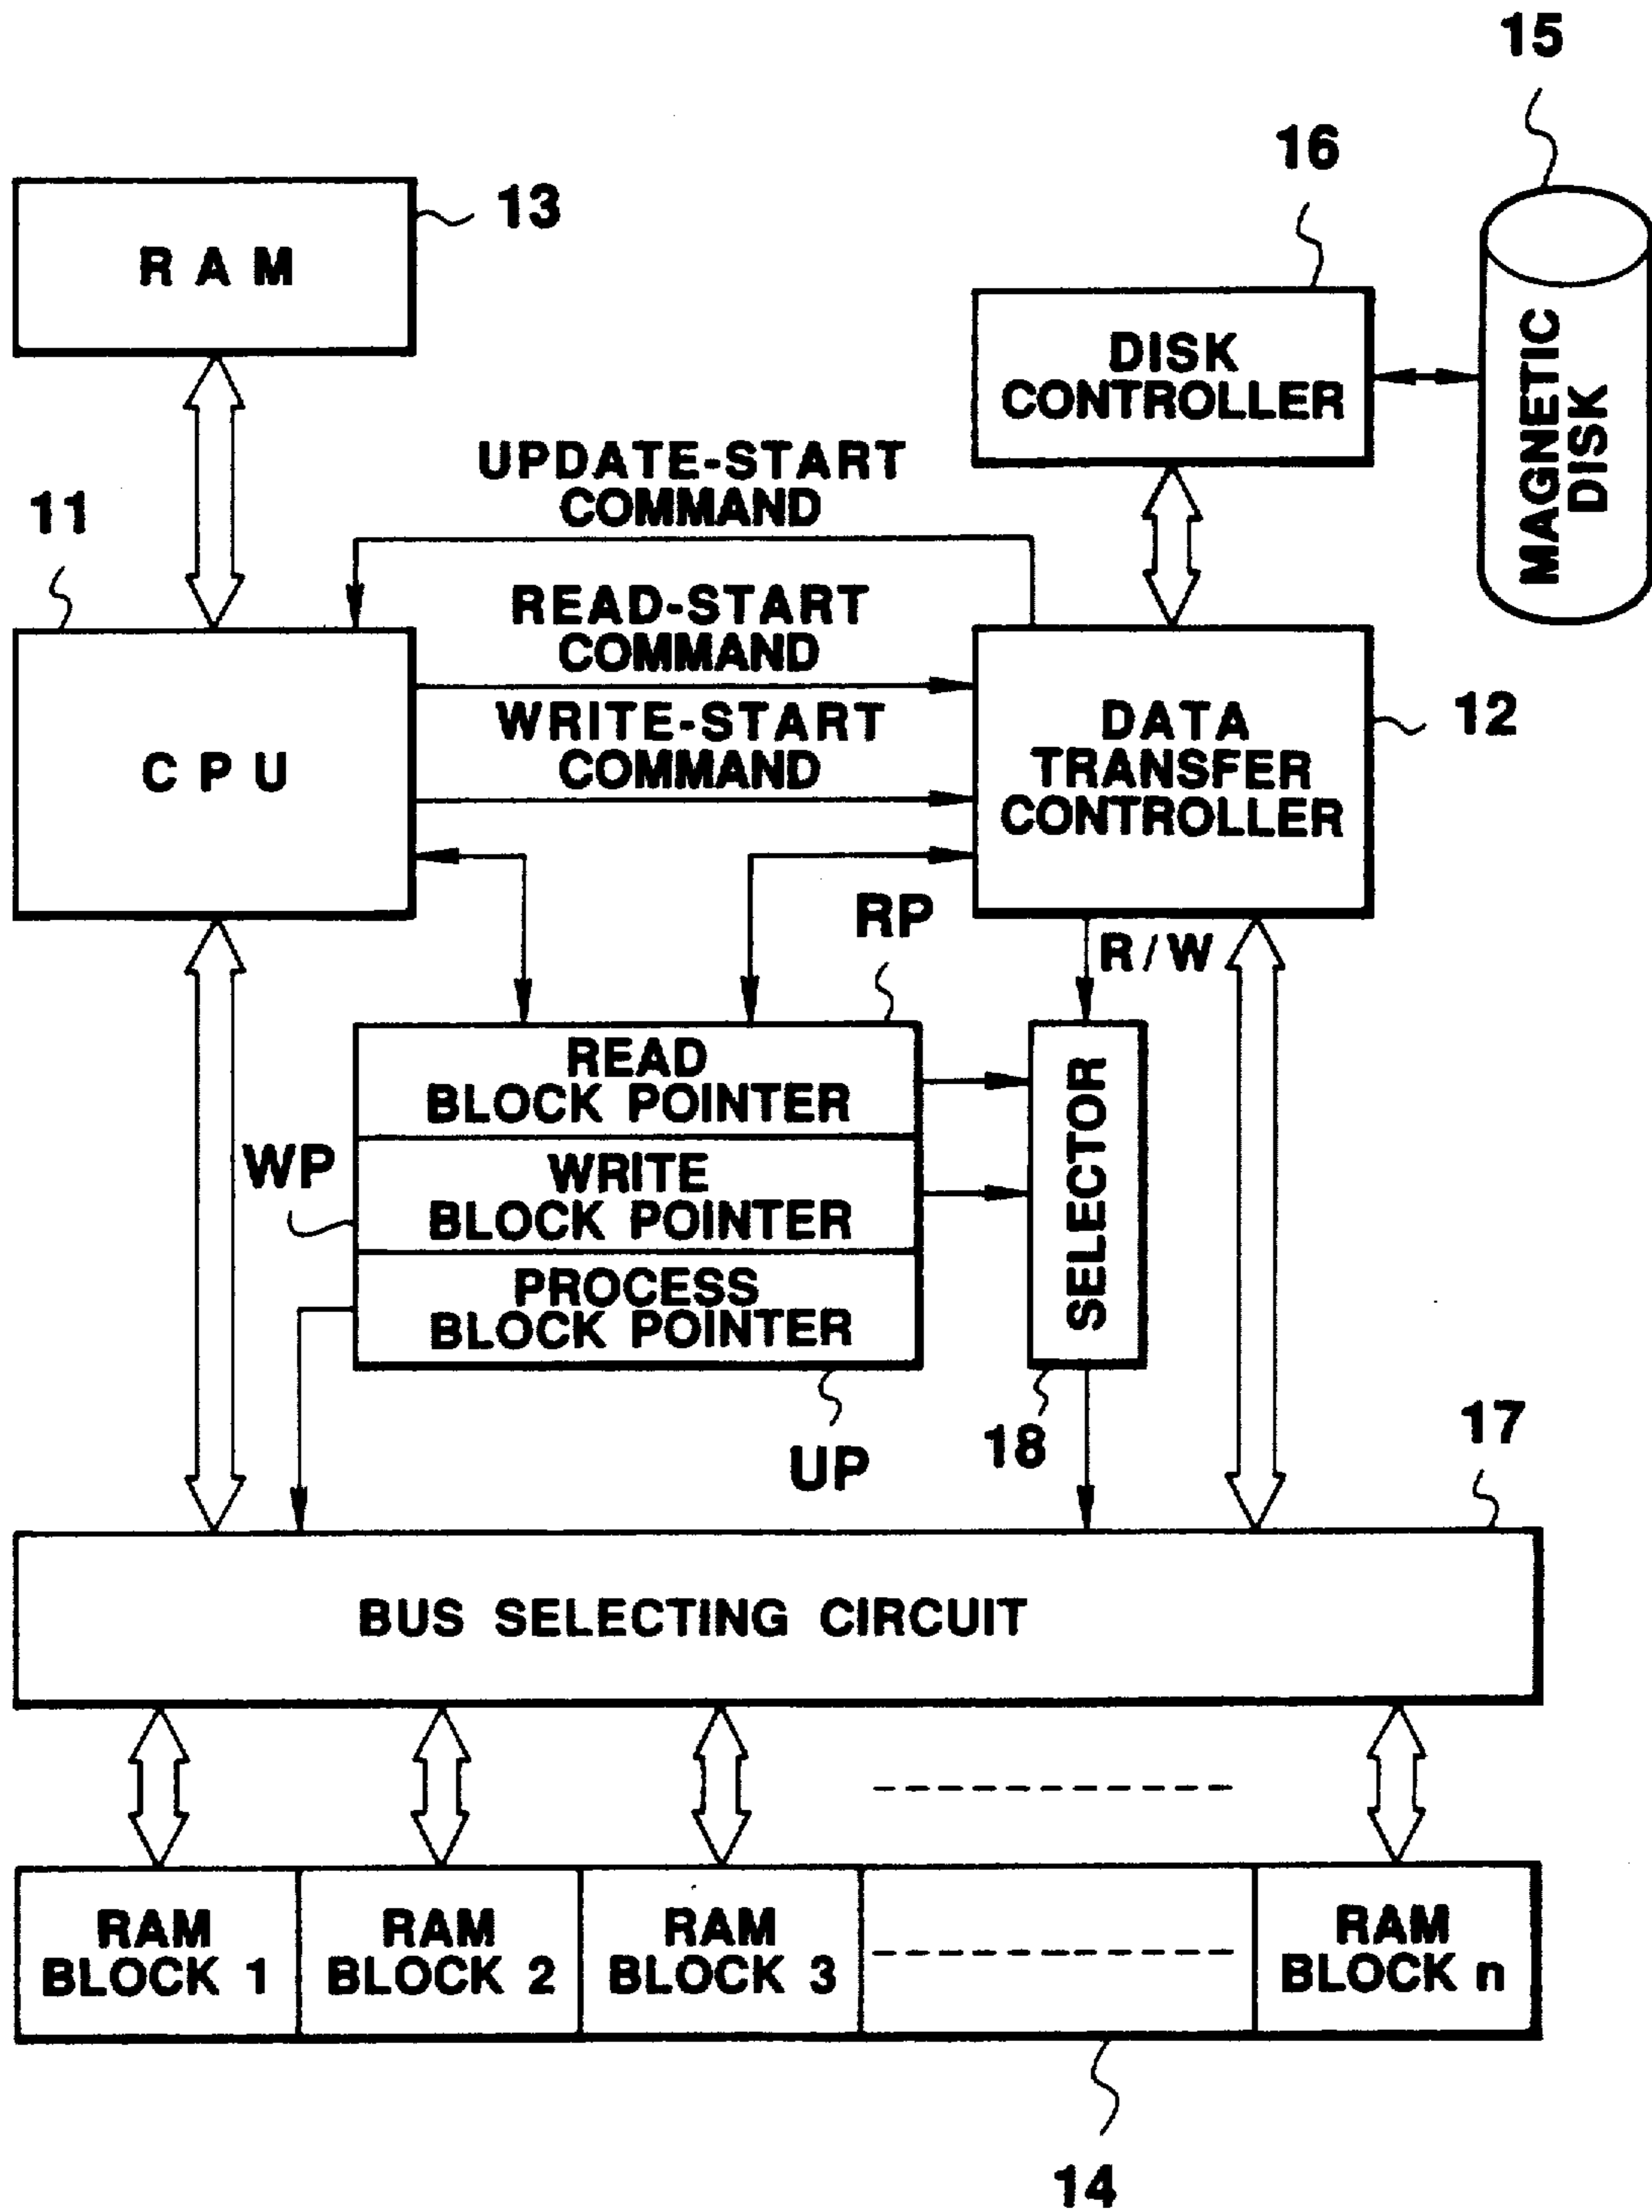 15
16
13
R A M
DISK
CONTROLLER
MAGNETIC
DISK
UPDATE-START
COMMAND
11
READ-START
COMMAND
12
C P U
WRITE-START
COMMAND
DATA
TRANSFER
CONTROLLER
RP
R/W
READ
BLOCK POINTER
WP
WRITE
BLOCK POINTER
SELECTOR
PROCESS
BLOCK POINTER
UP
18
17
BUS SELECTING CIRCUIT
RAM
BLOCK 1
RAM
BLOCK 2
RAM
BLOCK 3
RAM
BLOCK n
14